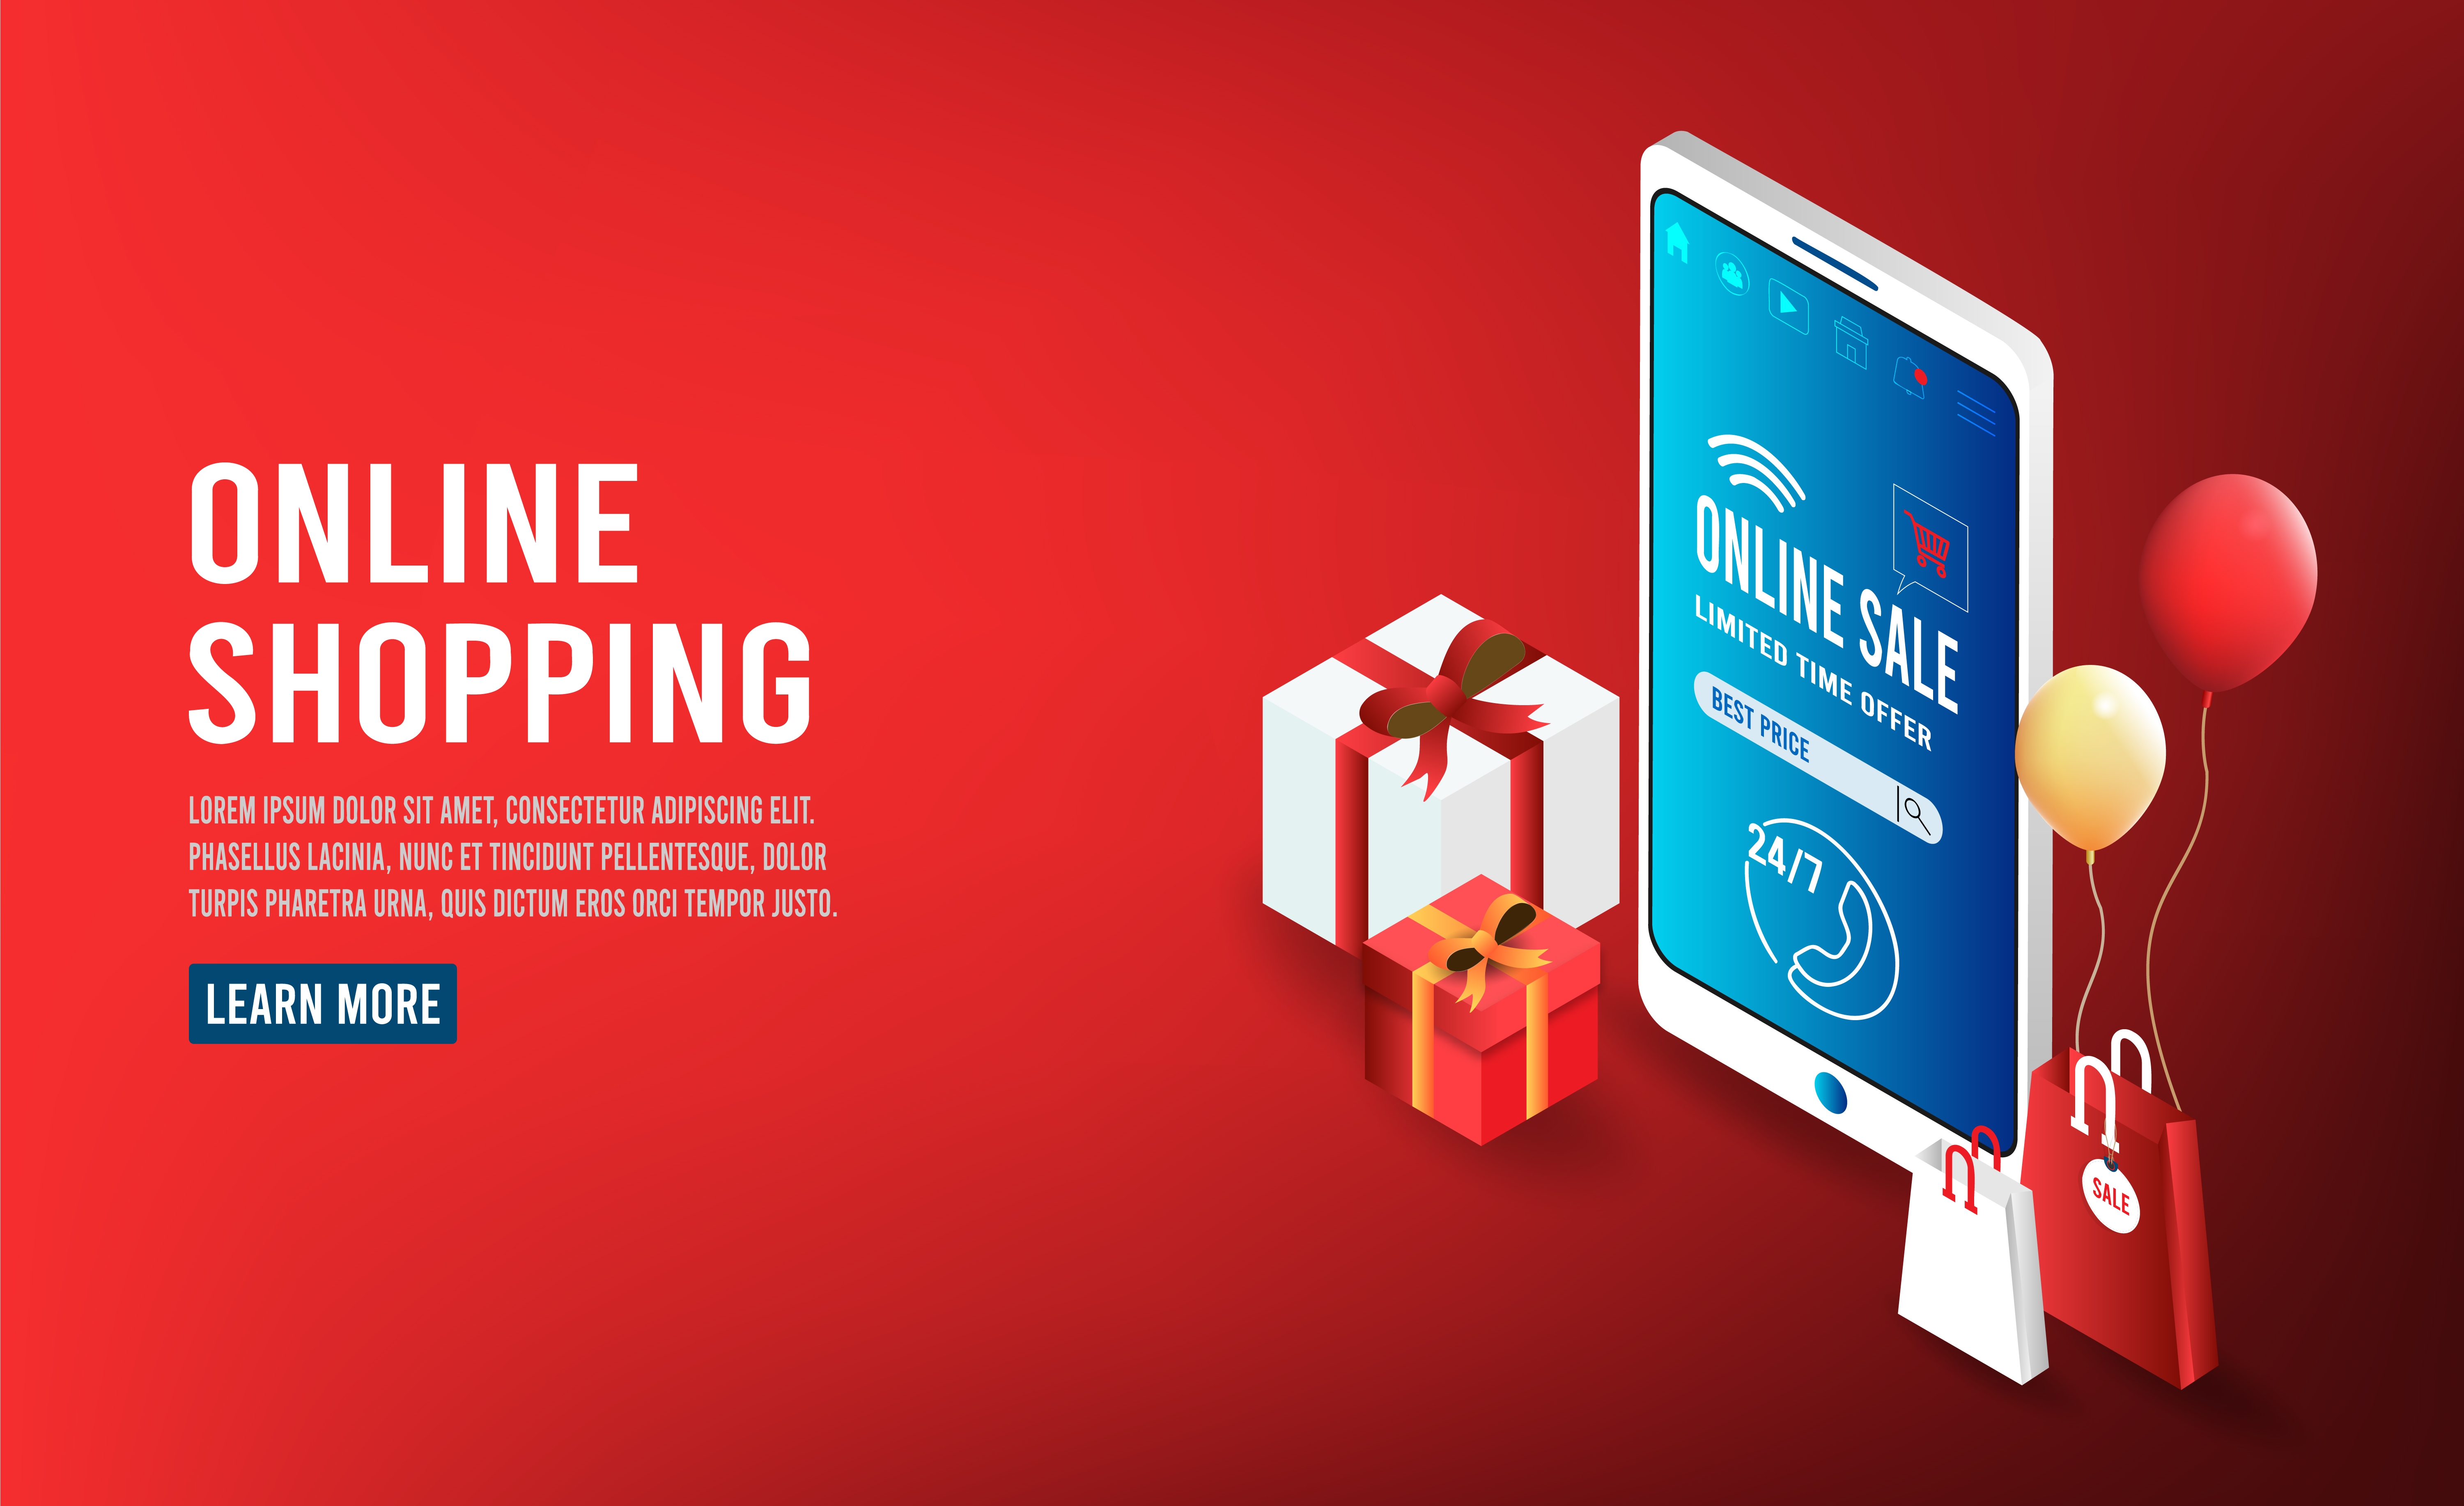 ONLINE
SHOPPING
LOREM IPSUM DOLOR SIT AMET, CONSECTETUR ADIPISCING ELIT.
PHASELLUS LACINIA, NUNC ET TINCIDUNT PELLENTESQUE, DOLOR
TURPIS PHARETRA URNA, QUIS DICTUM EROS ORCI TEMPOR JUSTO.
LEARN MORE
ONLINE SALE
LIMITED TIME OFFER
BEST PRICE
24/7
SALE